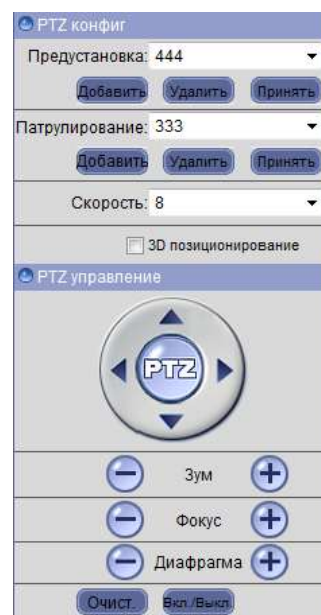 PTZ конфиг
Предустановка: 444
Добавить Удалить Принять
Патрулирование: 333
Добавить Удалить Принять
Скорость: 8
3D позиционирование
PTZ управление
PTZ
Зум
Фокус
Диафрагма
Очист. Вкл./Выкл.